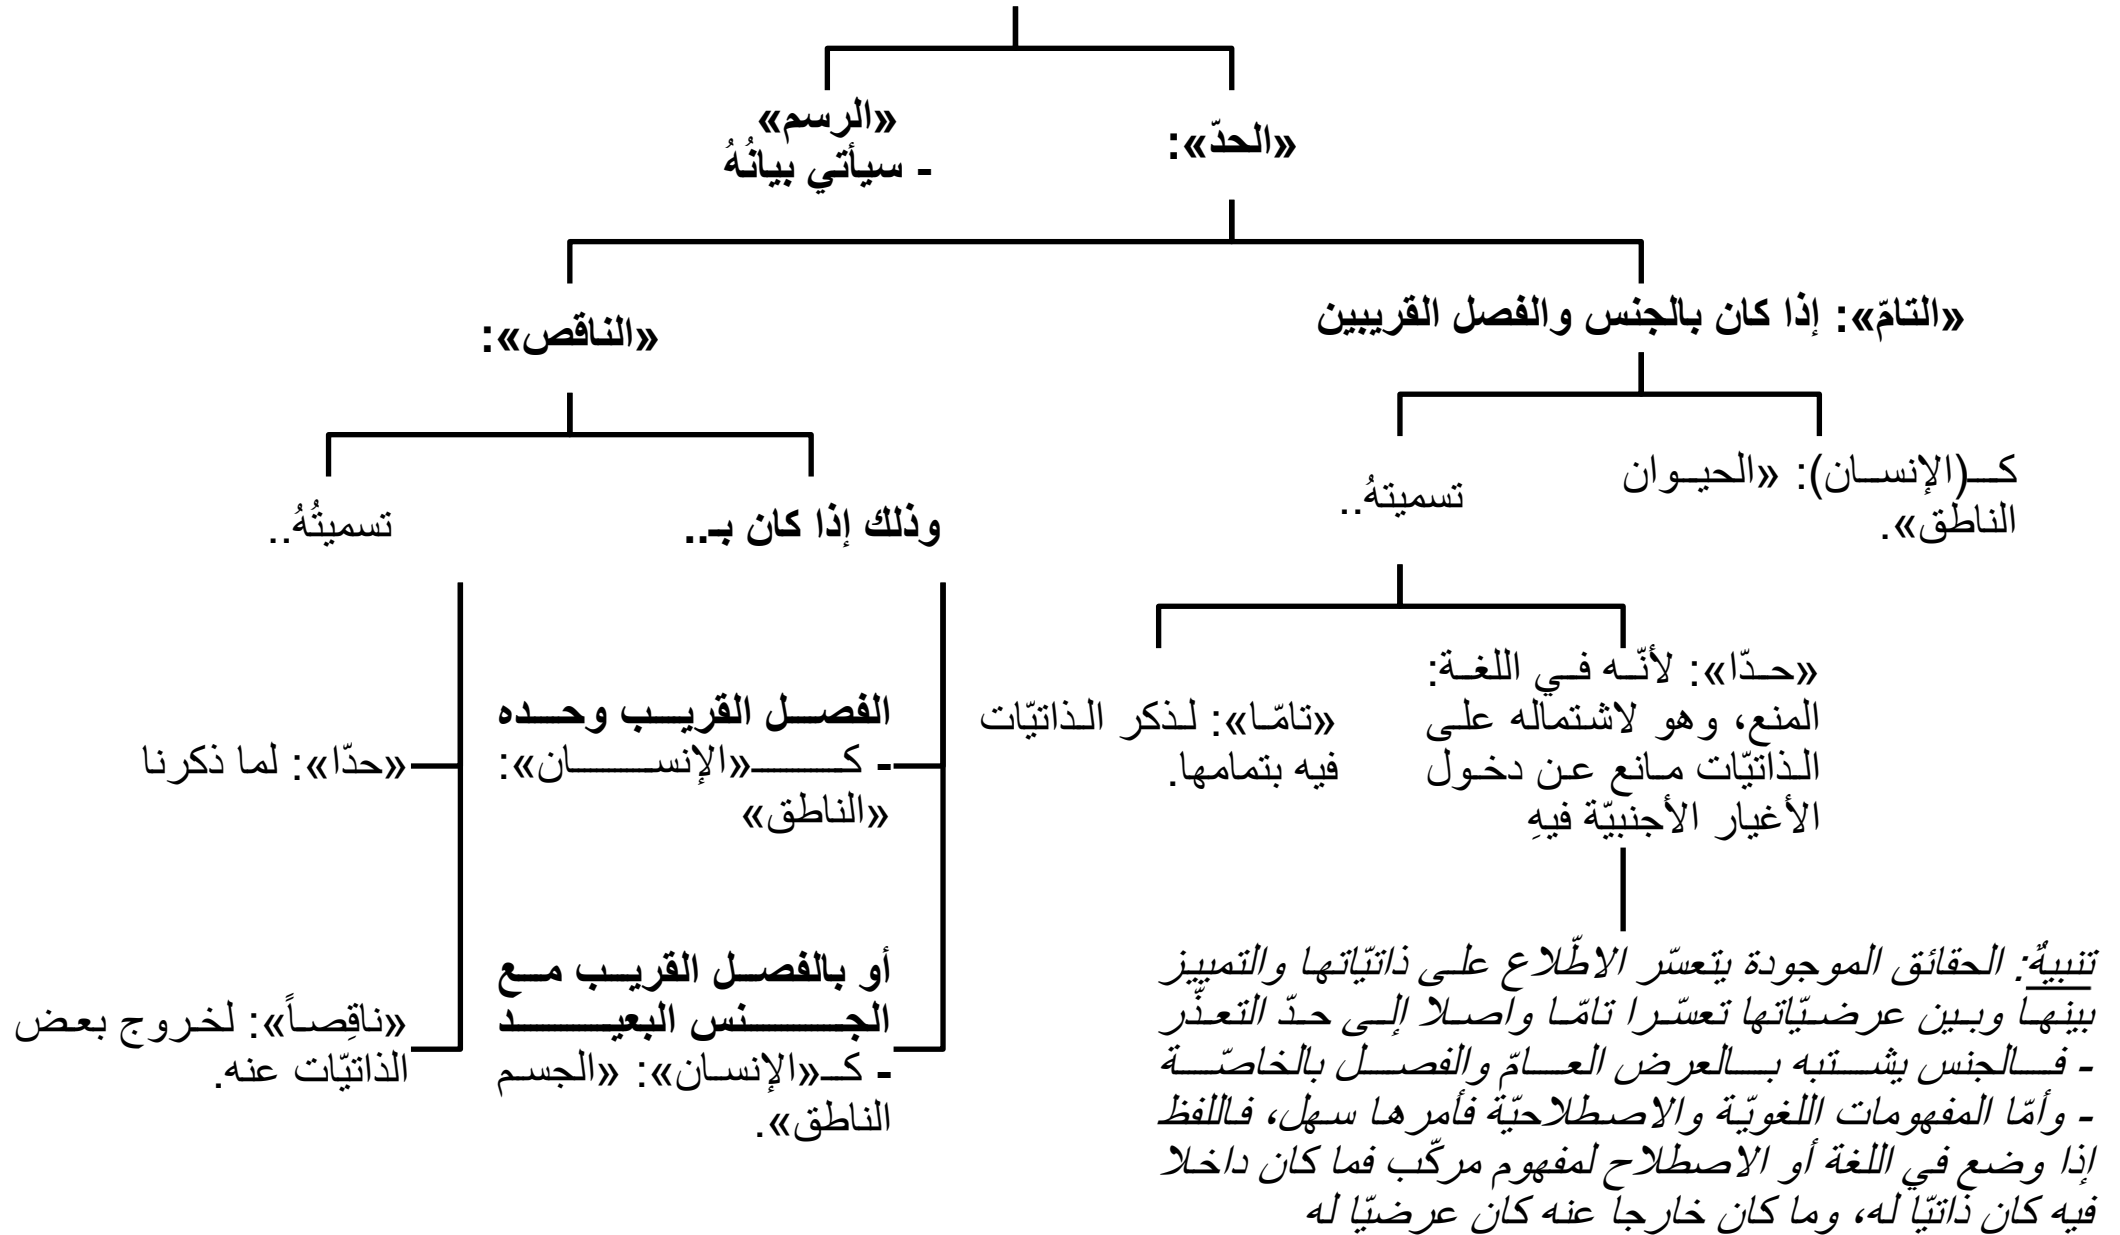 «الحدّ»:
«الرسم»
- سيأتي بيانُهُ
«التامّ»: إذا كان بالجنس والفصل القريبين
«الناقص»:
كـ(الإنسان): «الحيوان
الناطق».
تسميتهُ..
«حدّا»: لأنّه في اللغة:
المنع، وهو لاشتماله على
الذاتيّات مانع عن دخول
الأغيار الأجنبيّة فيهِ
«تامّا»: لذكر الذاتيّات
فيه بتمامها.
تنبيهٌ: الحقائق الموجودة يتعسّر الاطّلاع على ذاتيّاتها والتمييز
بينها وبين عرضيّاتها تعسّرا تامّا واصلا إلى حدّ التعذّر
- فالجنس يشتبه بالعرض العامّ والفصل بالخاصّة
- وأمّا المفهومات اللغويّة والاصطلاحيّة فأمرها سهل، فاللفظ
إذا وضع في اللغة أو الاصطلاح لمفهوم مركّب فما كان داخلا
فيه كان ذاتيّا له، وما كان خارجا عنه كان عرضيّا له
وذلك إذا كان بـ..
الفصل القريب وحده
- كـ«الإنسان»:
«الناطق»
أو بالفصل القريب مع
الجنس البعيد
- كـ«الإنسان»: «الجسم
الناطق».
تسميتُهُ..
«حدّا»: لما ذكرنا
«ناقِصاً»: لخروج بعض
الذاتيّات عنه.